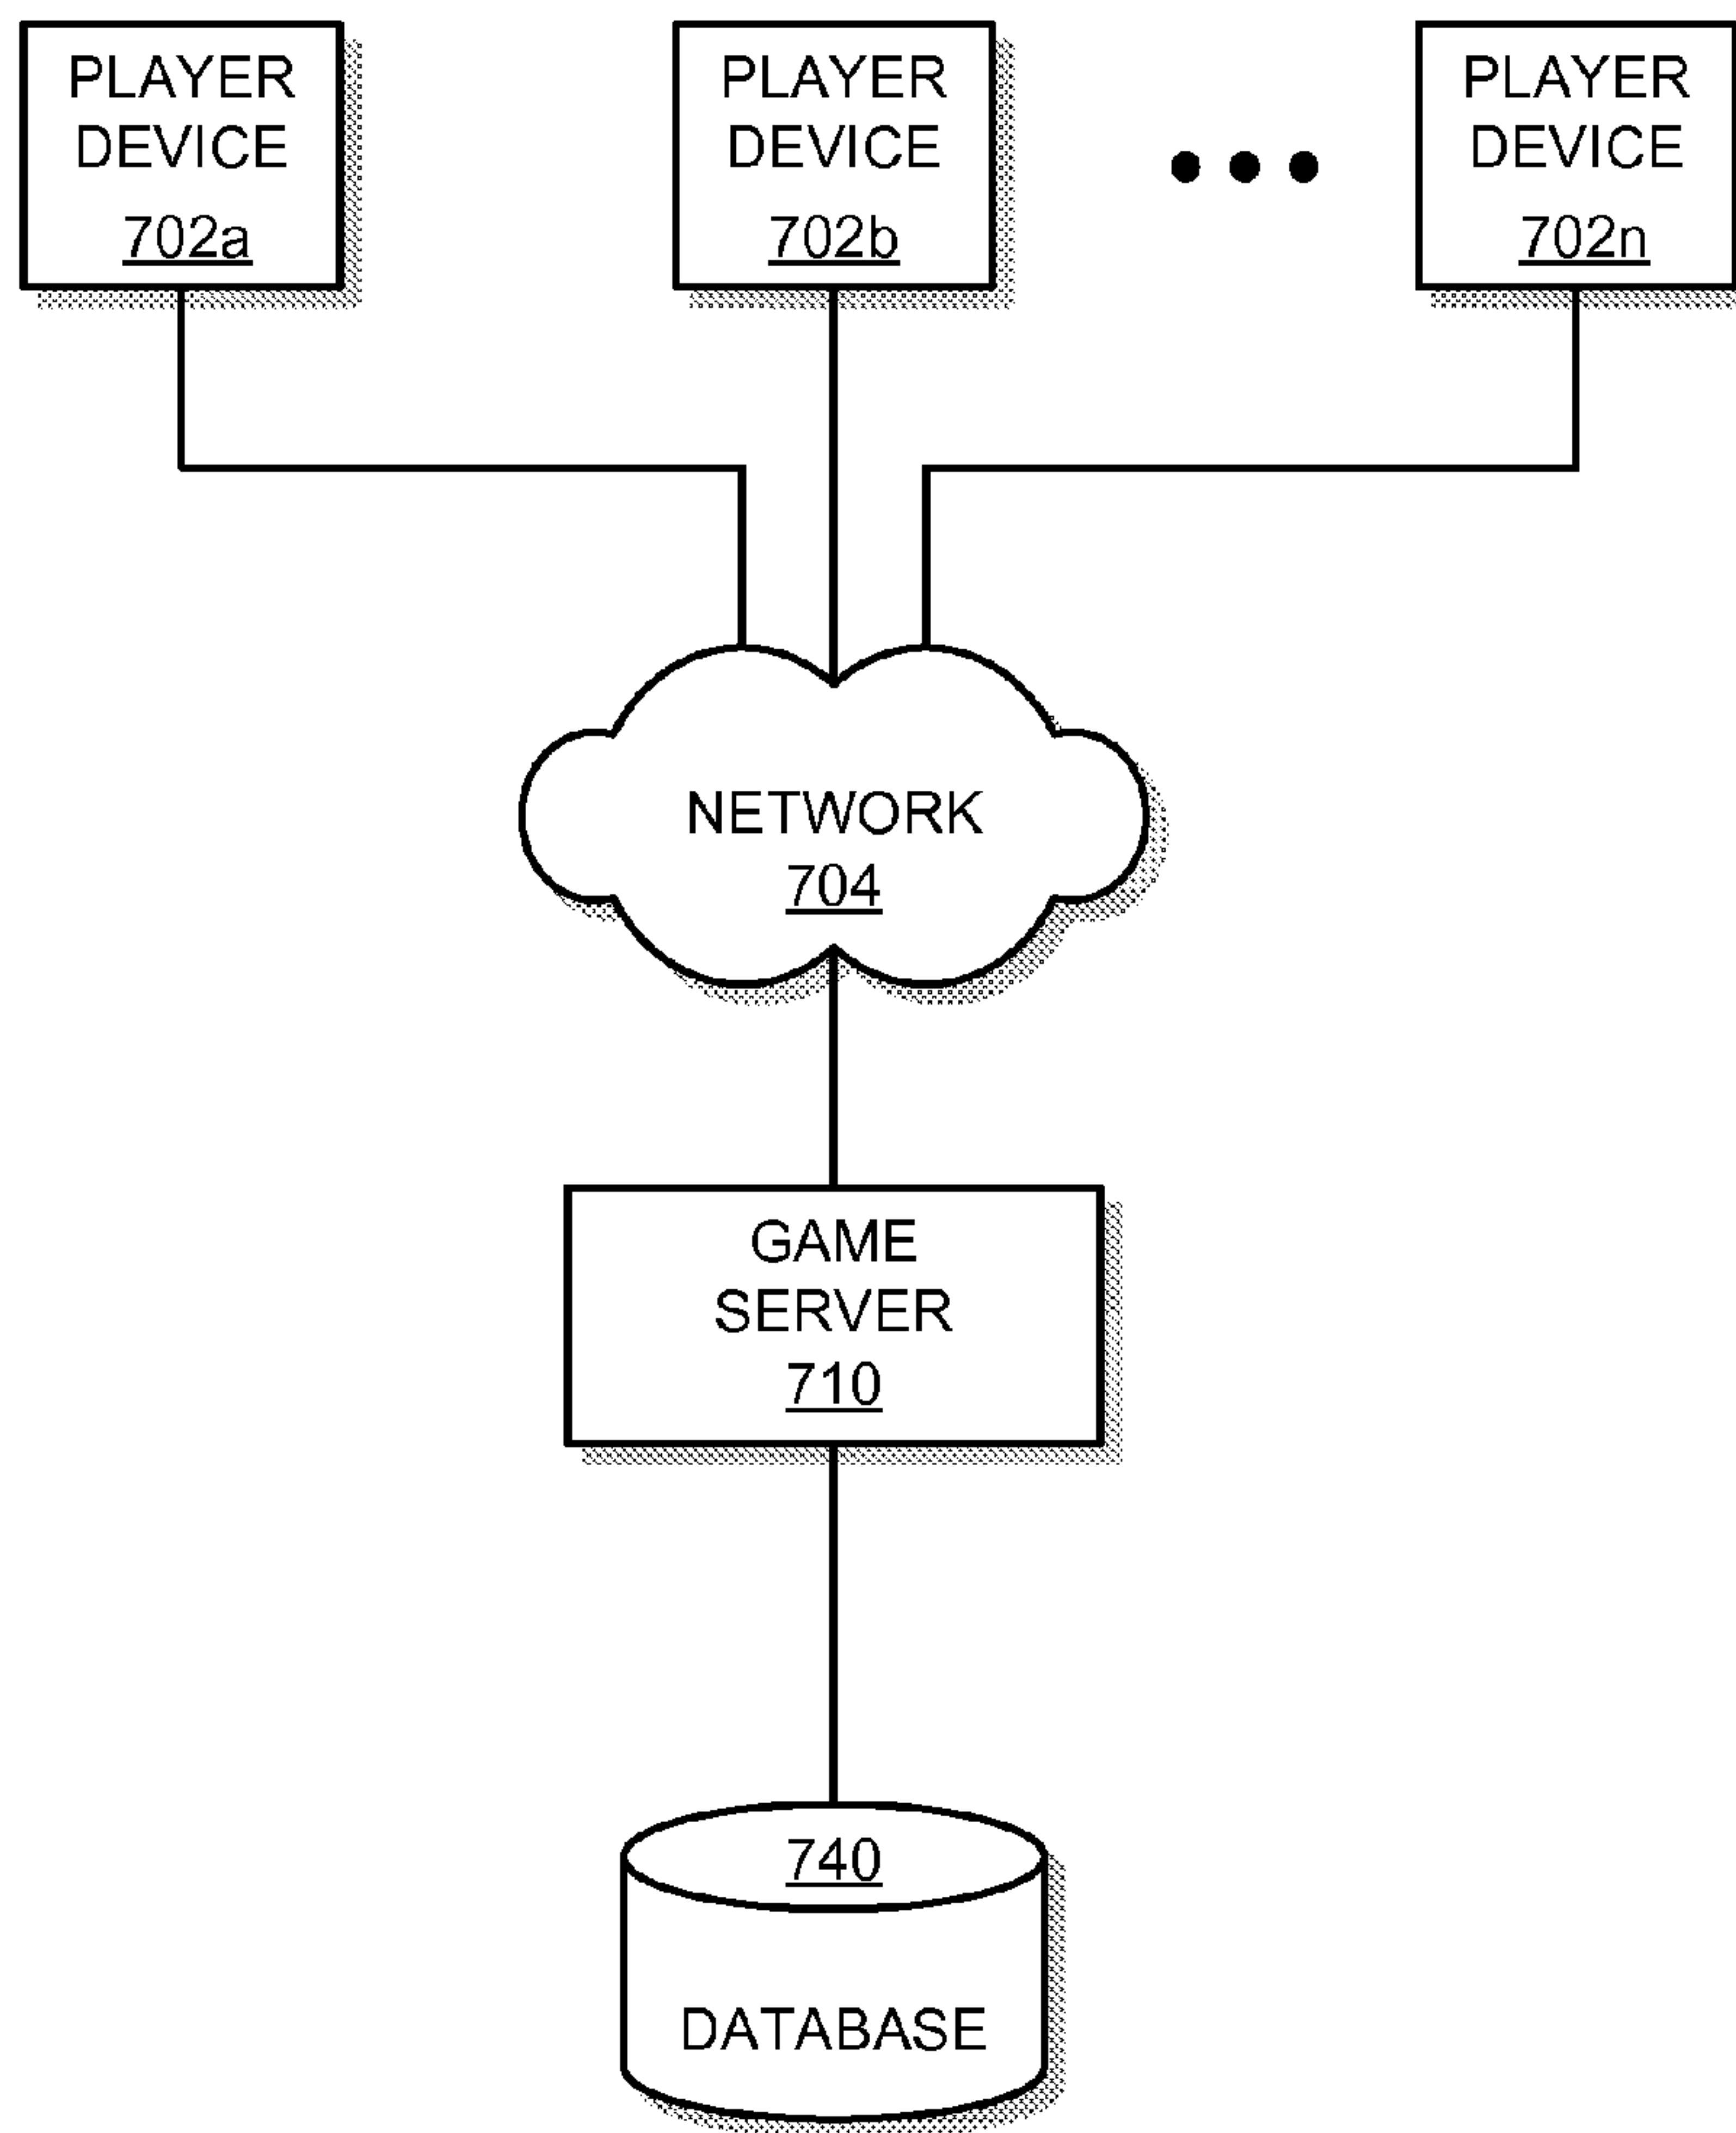 PLAYER
DEVICE
702a
PLAYER
DEVICE
702b
PLAYER
DEVICE
702n
NETWORK
704
GAME
SERVER
710
740
DATABASE